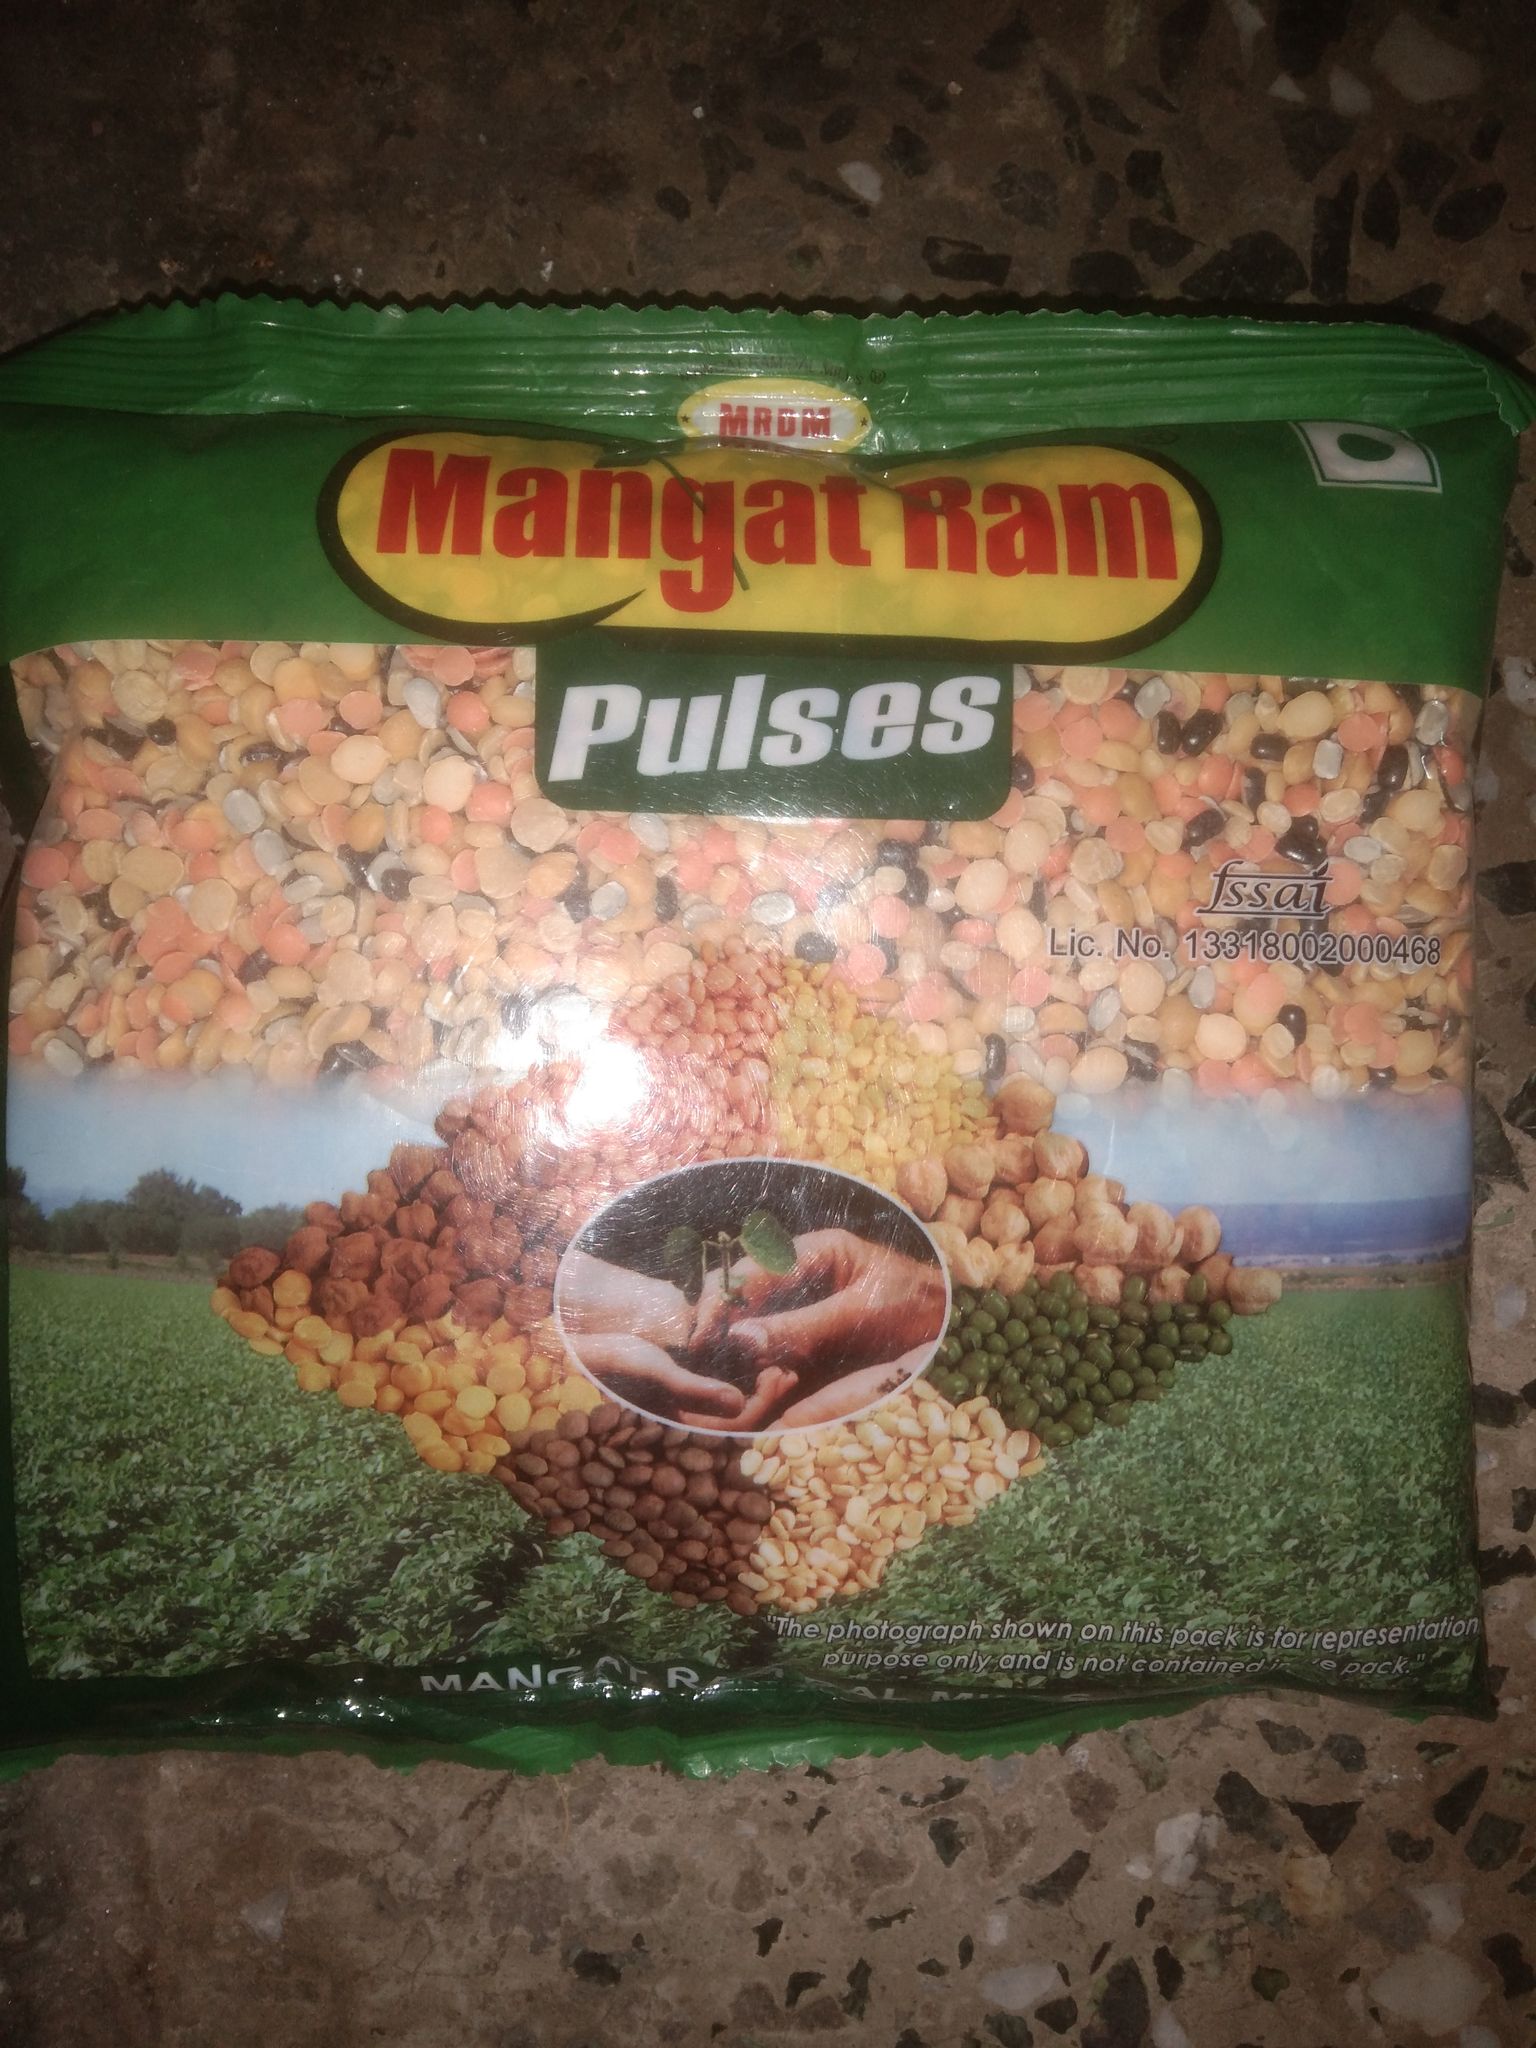 MRDM
Mangat Ram
Pulses
fssai
Lic. No. 13318002000468
"The photograph shown on this pack is for representation
purpose only and is not contained pack."